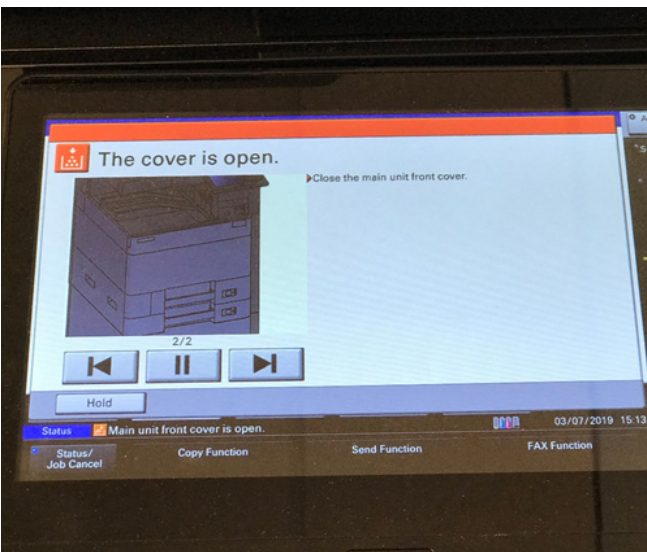 The cover is open.
Close the main unit front cover.
2/2
Hold
Status Main unit front cover is open. 03/07/2019 15:13
Status/
Job Cancel
Copy Function
Send Function
FAX Function